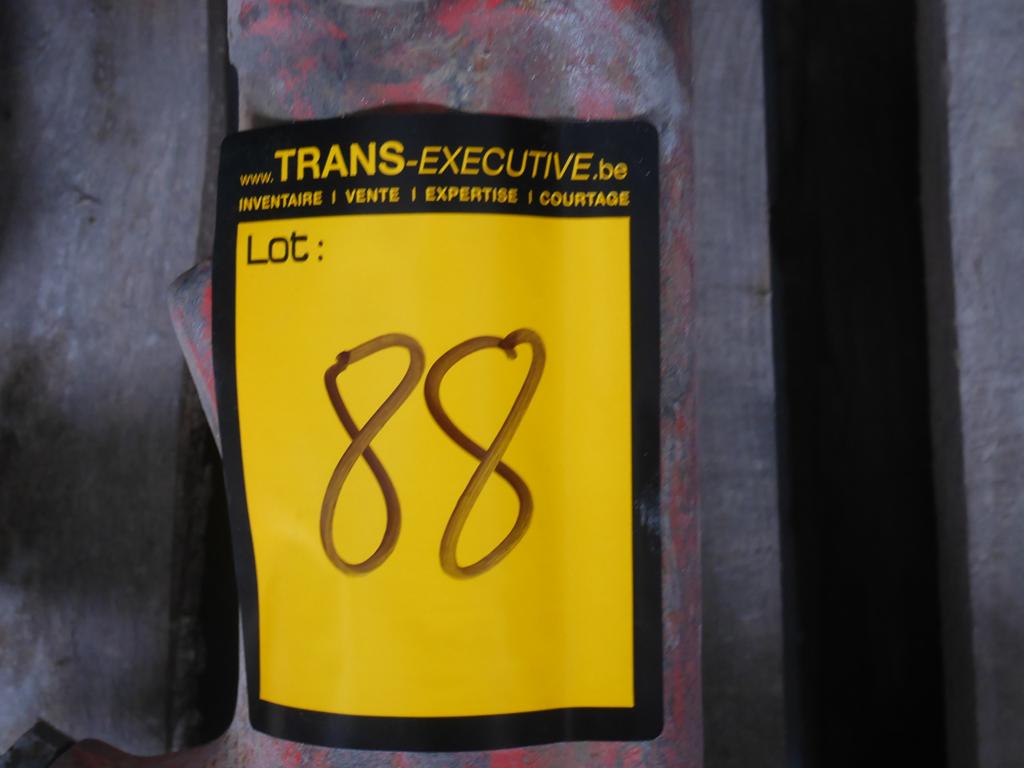 www.TRANS-EXECUTIVE.be
INVENTAIRE | VENTE | EXPERTISE | COURTAGE
Lot:
88